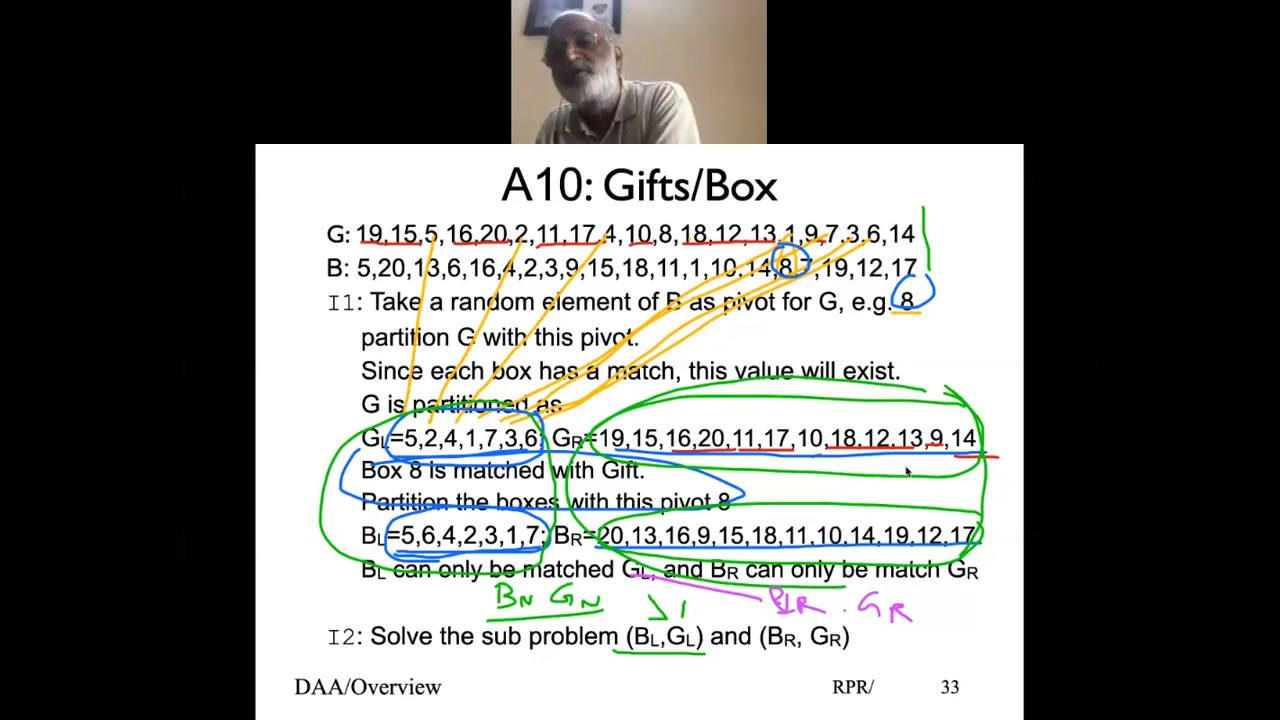 A10: Gifts/Box
G: 19,15,5,16,20,2,11,17,4,10,8,18,12,13,1,9,7,3,6,14
B: 5,20,13,6,16,4,2,3,9,15,18,11,1,10,14,8,7,19,12,17
I1: Take a random element of B as pivot for G, e.g. 8
partition G with this pivot.
Since each box has a match, this value will exist.
G is partitioned as
GL=5,2,4,1,7,3,6; GR=19,15,16,20,11,17,10,18,12,13,9,14
Box 8 is matched with Gift.
Partition the boxes with this pivot 8
BL=5,6,4,2,3,1,7; BR=20,13,16,9,15,18,11,10,14,19,12,17
BL can only be matched GL, and BR can only be match GR
BN GN GR
I2: Solve the sub problem (BL,GL) and (BR, GR)
DAA/Overview RPR/ 33